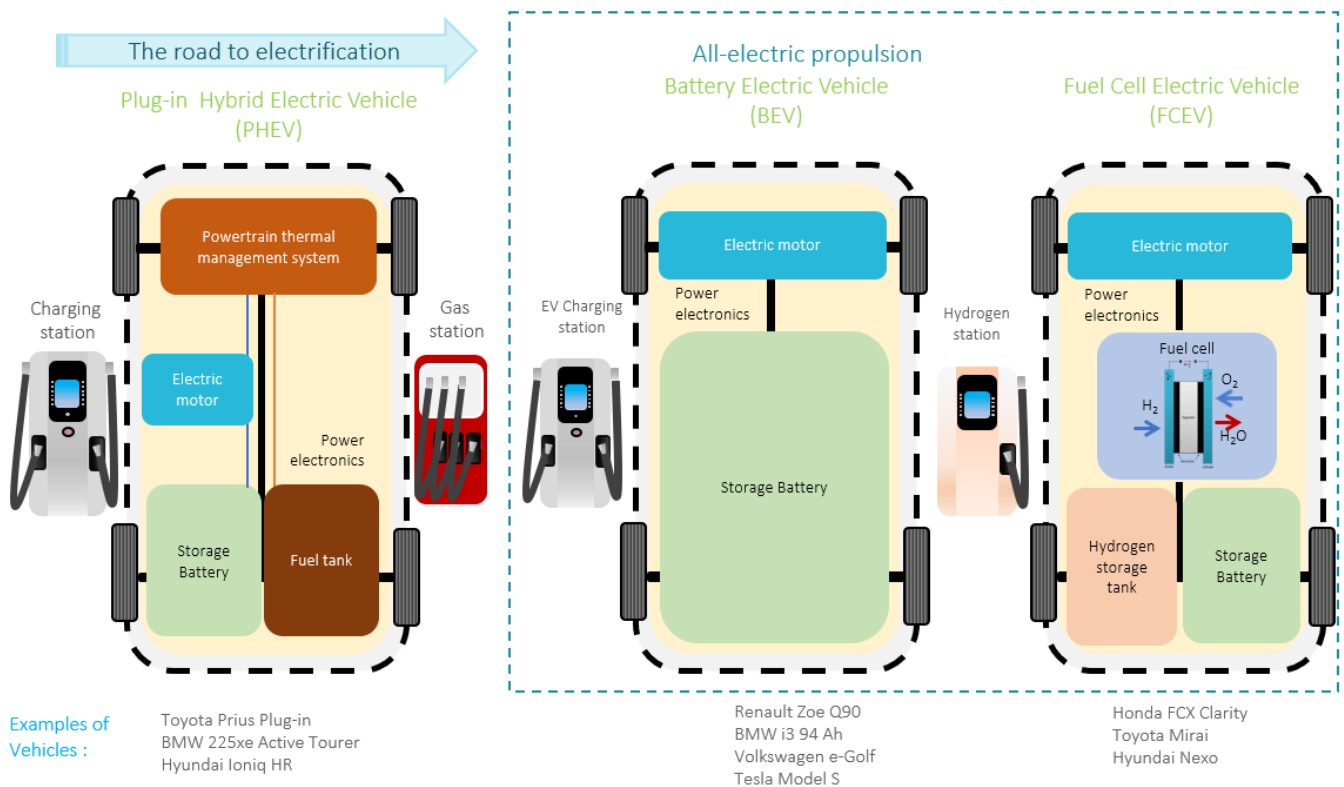 The road to electrification
All-electric propulsion
Plug-in Hybrid Electric Vehicle
(PHEV)
Battery Electric Vehicle
(BEV)
Fuel Cell Electric Vehicle
(FCEV)
Charging
station
Powertrain thermal
management system
Electric
motor
Power
electronics
Storage
Battery
Fuel tank
Gas
station
EV Charging
station
Electric motor
Power
electronics
Storage Battery
Hydrogen
station
Electric motor
Power
electronics
Fuel cell
H2
O2
H2O
Hydrogen
storage
tank
Storage
Battery
Examples of
Vehicles :
Toyota Prius Plug-in
BMW 225xe Active Tourer
Hyundai Ioniq HR
Renault Zoe Q90
BMW i3 94 Ah
Volkswagen e-Golf
Tesla Model S
Honda FCX Clarity
Toyota Mirai
Hyundai Nexo